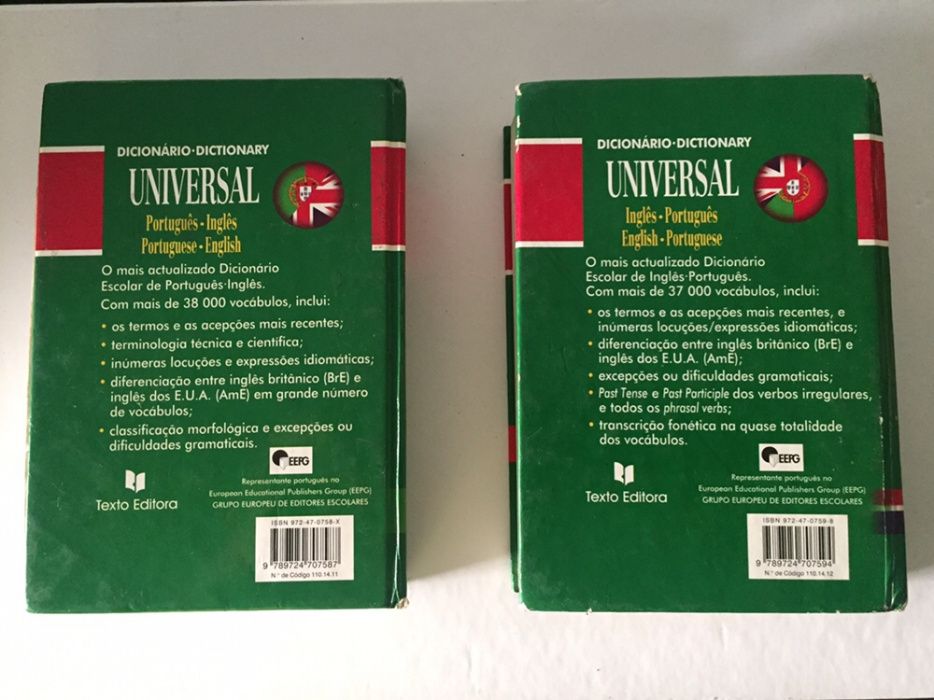 DICIONÁRIO·DICTIONARY
UNIVERSAL
Português - Inglês
Portuguese - English
O mais actualizado Dicionário
Escolar de Português·Inglês.
Com mais de 38 000 vocábulos, inclui:
• os termos e as acepções mais recentes;
• terminologia técnica e científica;
• inúmeras locuções e expressões idiomáticas;
• diferenciação entre inglês britânico (BrE) e
inglês dos E.U.A. (AmE) em grande número
de vocábulos;
• classificação morfológica e excepções ou
dificuldades gramaticais.
Texto Editora
EEPG
Representante português no
European Educational Publishers Group (EEPG)
GRUPO EUROPEU DE EDITORES ESCOLARES
ISBN 972-47-0758-X
9 789724 707587
N.º de Código 110.14.11
DICIONÁRIO·DICTIONARY
UNIVERSAL
Inglês - Português
English - Portuguese
O mais actualizado Dicionário
Escolar de Inglês·Português.
Com mais de 37 000 vocábulos, inclui:
• os termos e as acepções mais recentes, e
inúmeras locuções/expressões idiomáticas;
• diferenciação entre inglês britânico (BrE) e
inglês dos E.U.A. (AmE);
• excepções ou dificuldades gramaticais;
• Past Tense e Past Participle dos verbos irregulares,
e todos os phrasal verbs;
• transcrição fonética na quase totalidade
dos vocábulos.
Texto Editora
EEPG
Representante português no
European Educational Publishers Group (EEPG)
GRUPO EUROPEU DE EDITORES ESCOLARES
ISBN 972-47-0759-8
9 789724 707594
N.º de Código 110.14.12